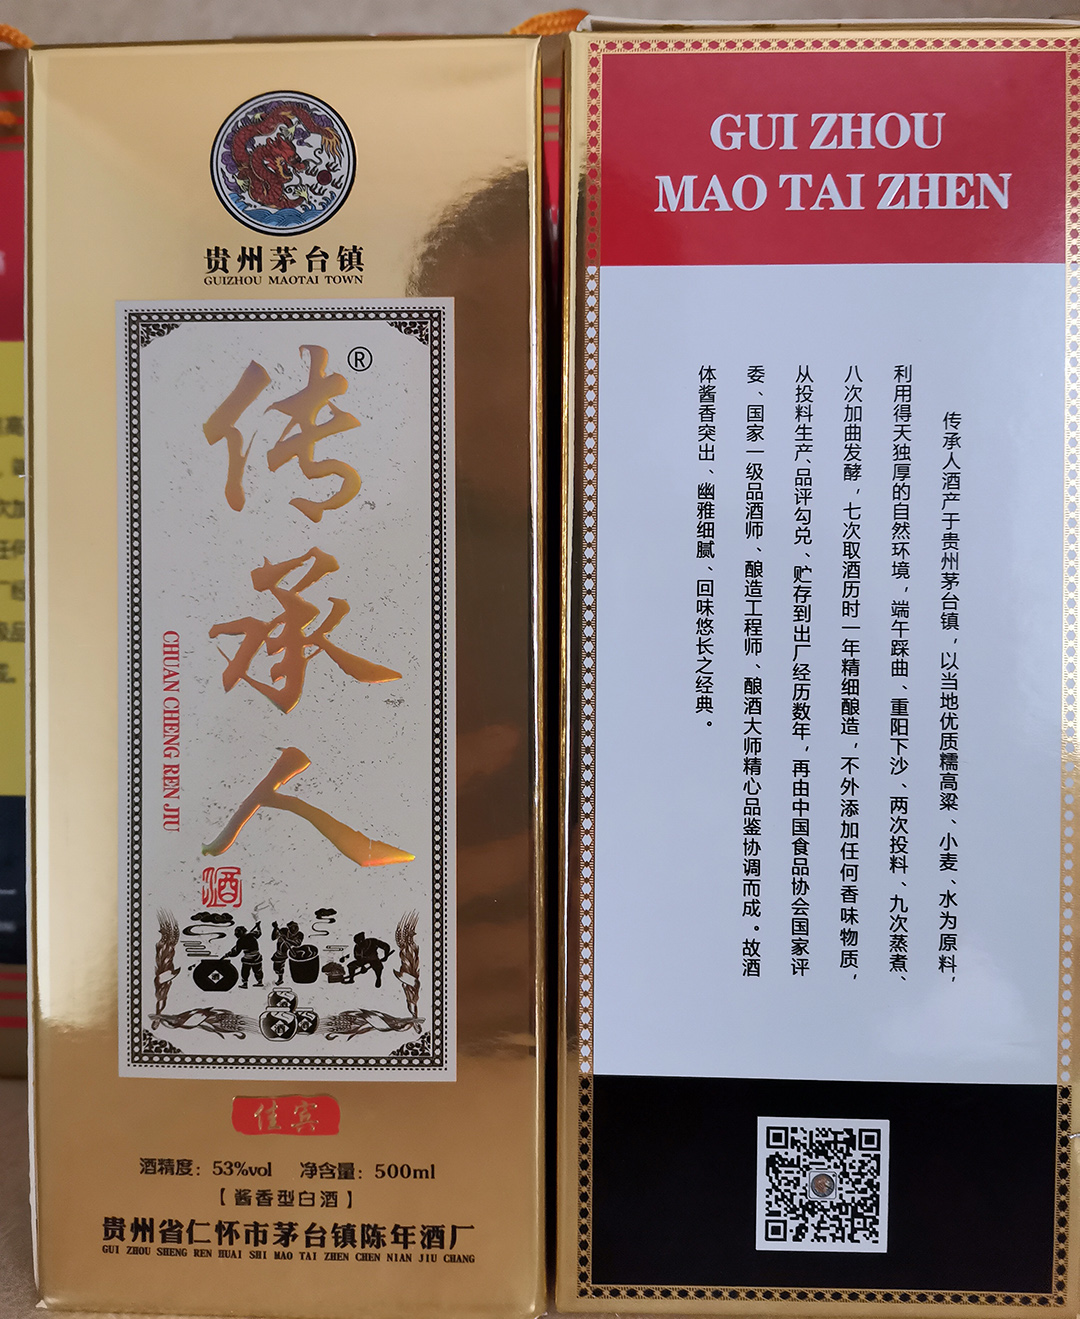 贵州茅台镇
GUIZHOU MAOTAI TOWN
传承人
®
CHUAN CHENG REN JIU
酒
佳宾
酒精度：53%vol 净含量：500ml
【酱香型白酒】
贵州省仁怀市茅台镇陈年酒厂
GUI ZHOU SHENG REN HUAI SHI MAO TAI ZHEN CHEN NIAN JIU CHANG
GUI ZHOU
MAO TAI ZHEN
传承人酒产于贵州茅台镇，以当地优质糯高粱、小麦、水为原料，
利用得天独厚的自然环境，端午踩曲、重阳下沙、两次投料、九次蒸煮、
八次加曲发酵，七次取酒历时一年精细酿造，不外添加任何香味物质，
从投料生产、品评勾兑、贮存到出厂经历数年，再由中国食品协会国家评
委、国家一级品酒师、酿造工程师、酿酒大师精心品鉴协调而成。故酒
体酱香突出、幽雅细腻、回味悠长之经典。